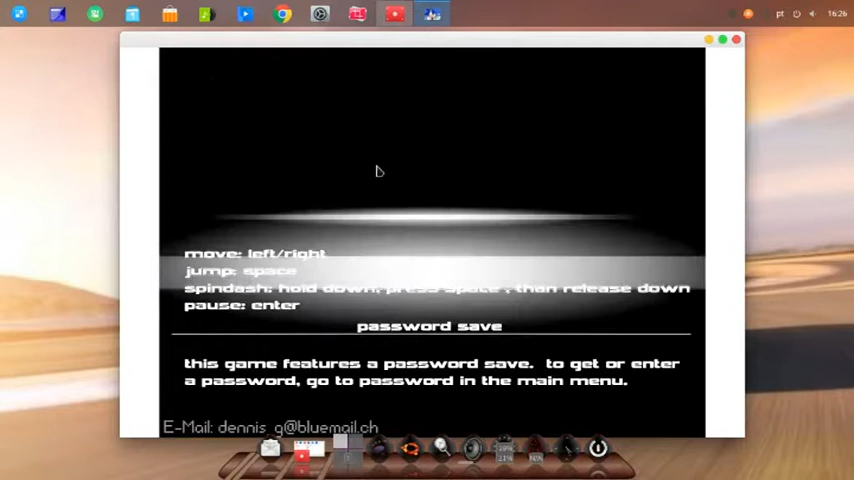 pt 16:26
move: left/right
jump: space
spindash: hold down, press space , than release down
pause: enter
password save
this game features a password save. to get or enter
a password, go to password in the main menu.
E-Mail: dennis_g@bluemail.ch
21%
N/A